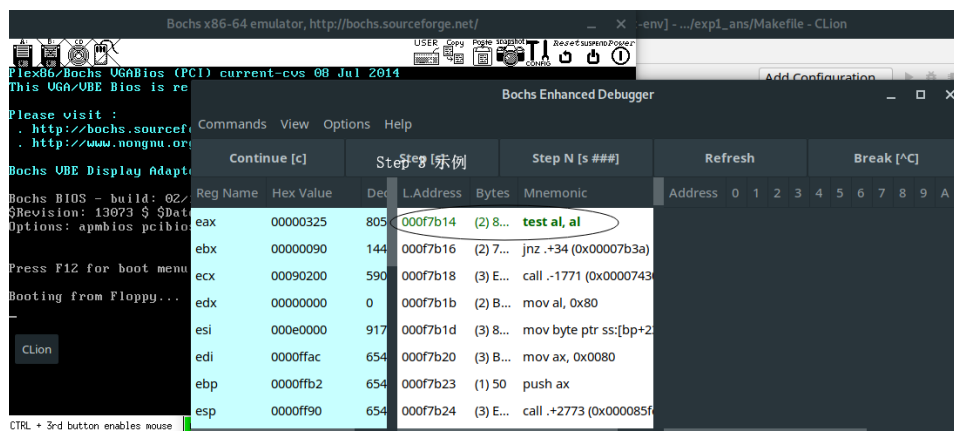 Bochs x86-64 emulator, http://bochs.sourceforge.net/
-env] - .../exp1_ans/Makefile - CLion
A: B: CD
USER Copy Paste snapshot Reset SUSPEND Power
CONFIG
Add Configuration
Plex86/Bochs VGABios (PCI) current-cvs 08 Jul 2014
This VGA/VBE Bios is re
Please visit :
. http://bochs.sourcef
. http://www.nongnu.or
Bochs VBE Display Adapt
Bochs BIOS - build: 02/
$Revision: 13073 $ $Dat
Options: apmbios pcibio
Press F12 for boot menu
Booting from Floppy...
CLion
CTRL + 3rd button enables mouse
Bochs Enhanced Debugger
Commands View Options Help
Continue [c] Step [s] Step N [s ###] Refresh Break [^C]
Step 8 示例
Reg Name Hex Value Dec L.Address Bytes Mnemonic Address 0 1 2 3 4 5 6 7 8 9 A
eax 00000325 805 000f7b14 (2) 8... test al, al
ebx 00000090 144 000f7b16 (2) 7... jnz .+34 (0x00007b3a)
ecx 00090200 590 000f7b18 (3) E... call .-1771 (0x0000743
edx 00000000 0 000f7b1b (2) B... mov al, 0x80
esi 000e0000 917 000f7b1d (3) 8... mov byte ptr ss:[bp+2
edi 0000ffac 654 000f7b20 (3) B... mov ax, 0x0080
ebp 0000ffb2 654 000f7b23 (1) 50 push ax
esp 0000ff90 654 000f7b24 (3) E... call .+2773 (0x000085f